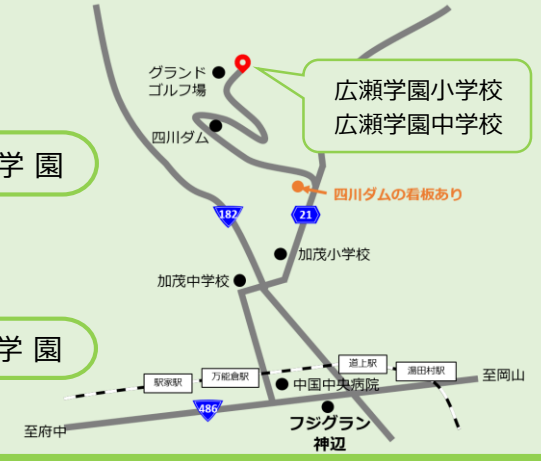 グランド
ゴルフ場
広瀬学園小学校
広瀬学園中学校
四川ダム
学 園
四川ダムの看板あり
182
21
加茂小学校
加茂中学校
学 園
道上駅
湯田村駅
万能倉駅
駅家駅
中国中央病院
至岡山
486
フジグラン
神辺
至府中